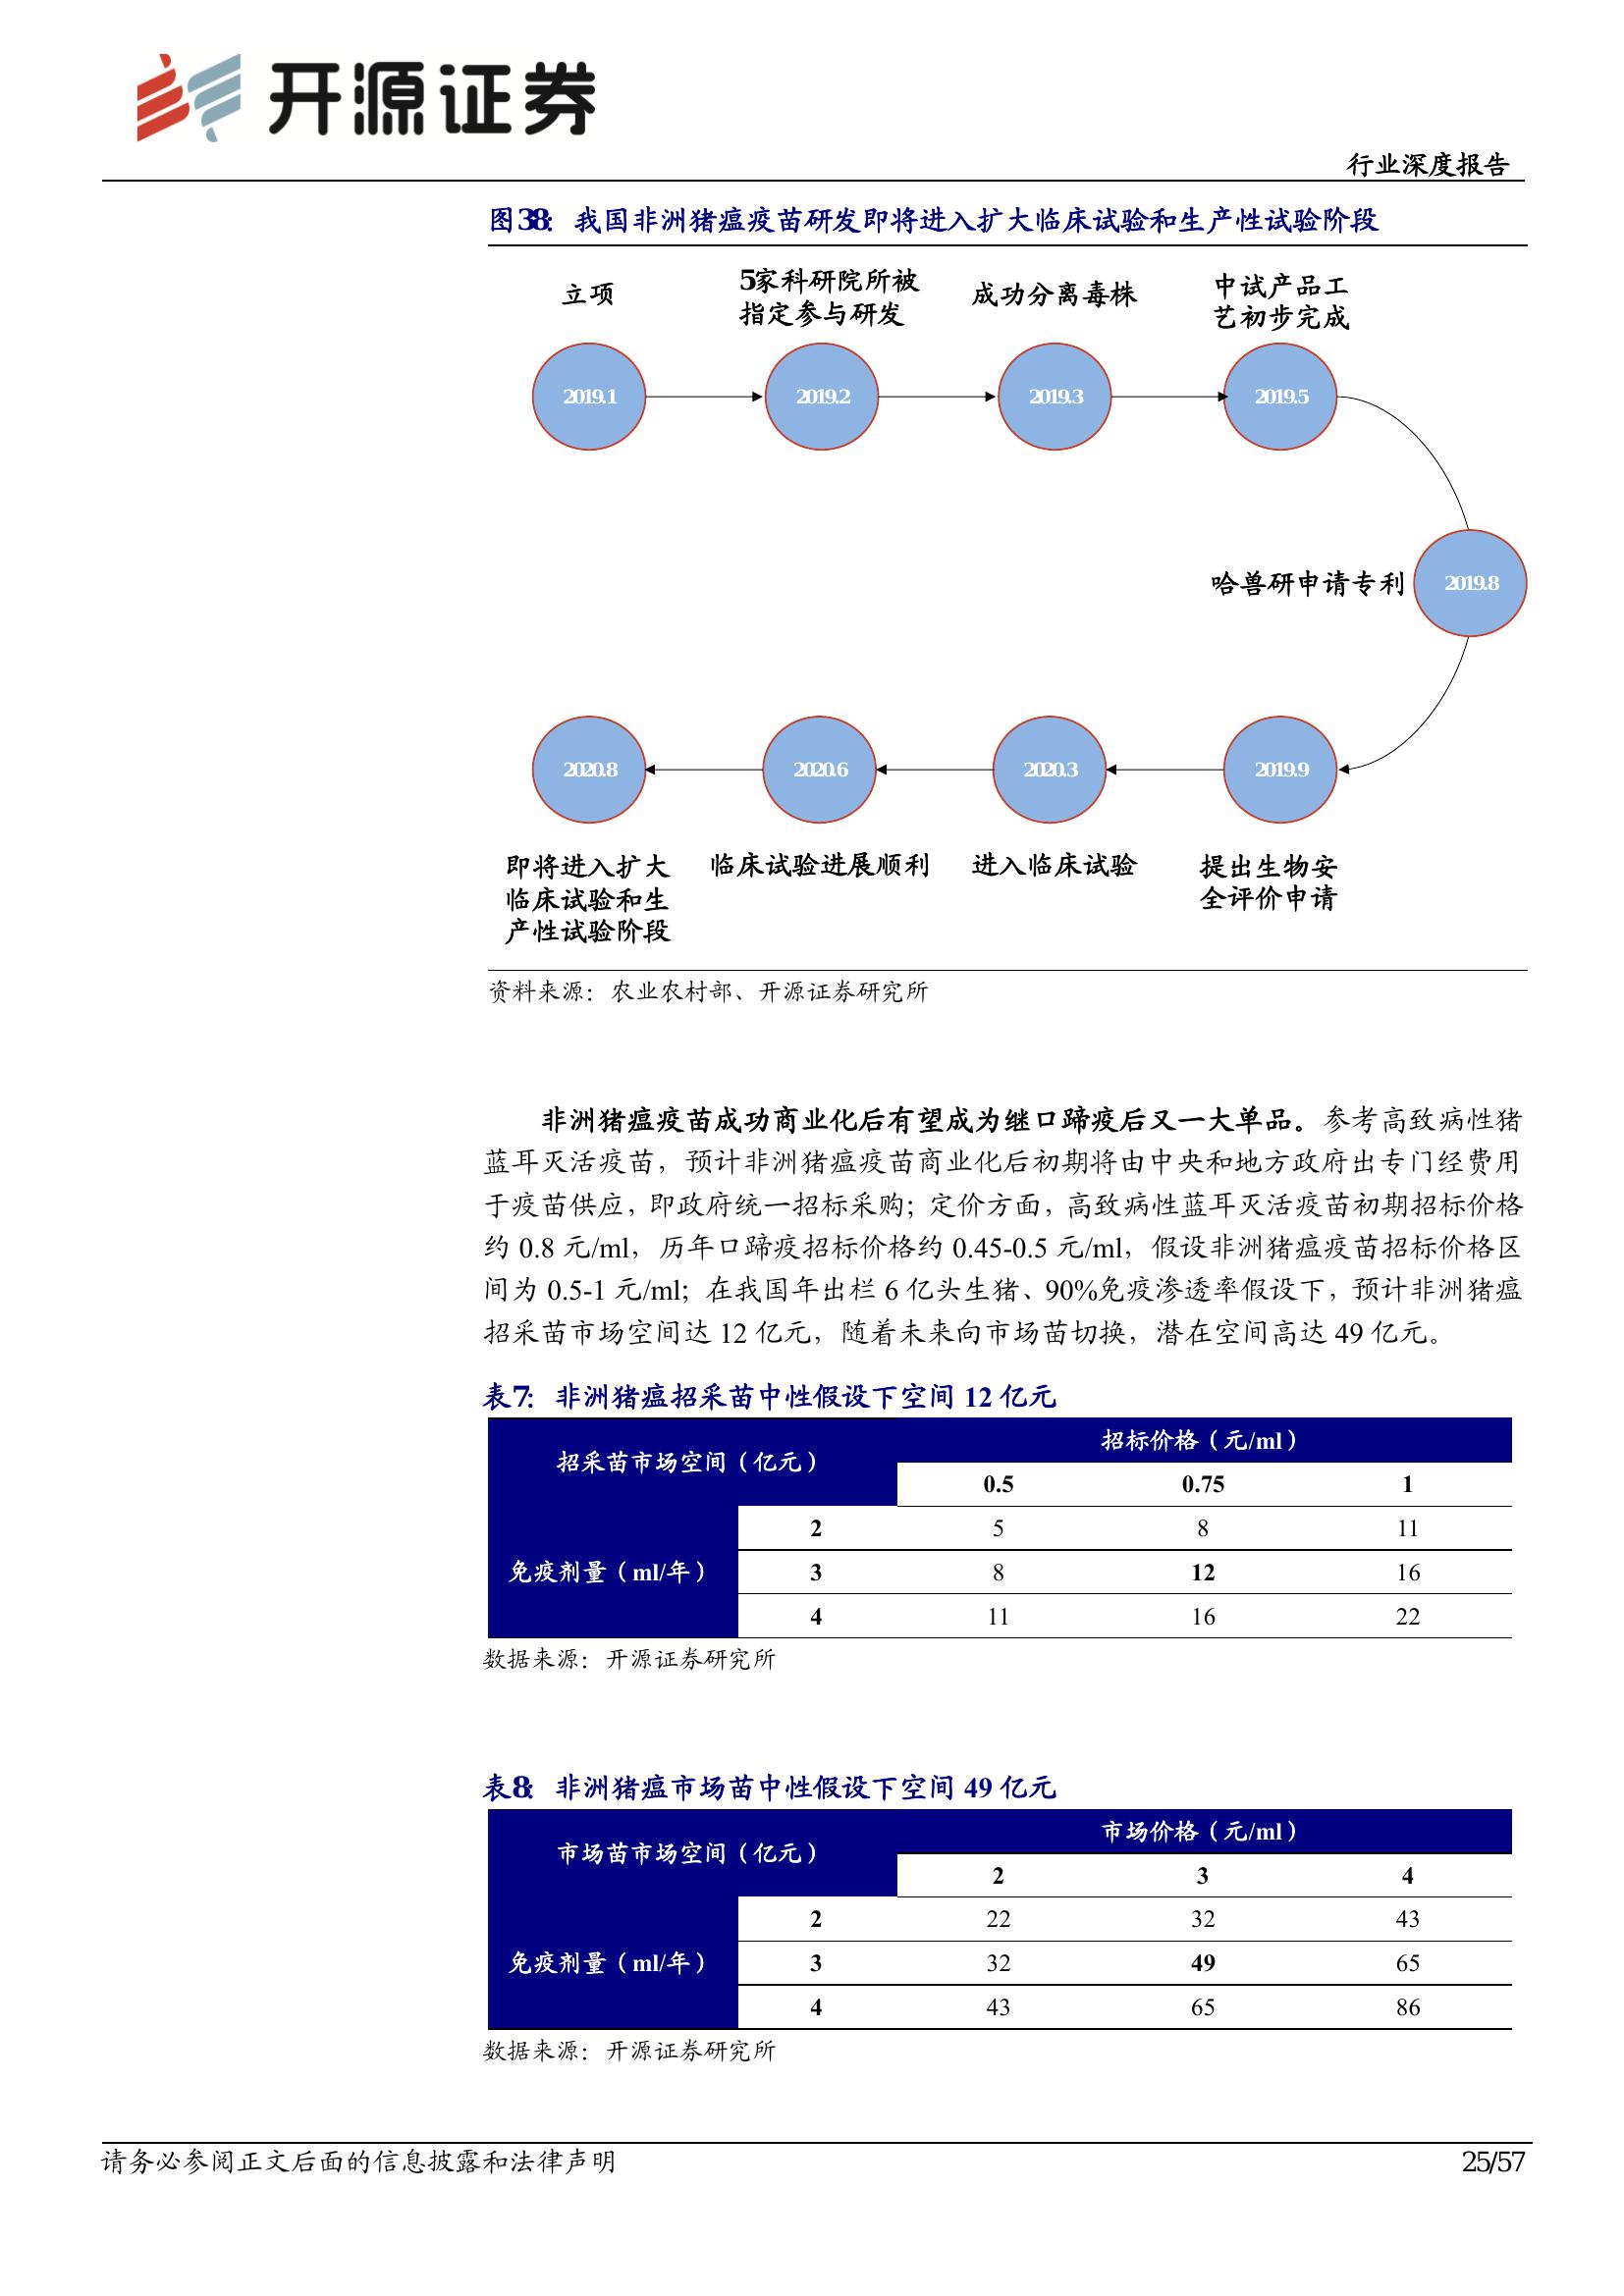 开源证券
行业深度报告
图38： 我国非洲猪瘟疫苗研发即将进入扩大临床试验和生产性试验阶段
立项
5家科研院所被
指定参与研发
成功分离毒株
中试产品工
艺初步完成
2019.1
2019.2
2019.3
2019.5
哈兽研申请专利
2019.8
2020.8
2020.6
2020.3
2019.9
即将进入扩大
临床试验和生
产性试验阶段
临床试验进展顺利
进入临床试验
提出生物安
全评价申请
资料来源：农业农村部、开源证券研究所
非洲猪瘟疫苗成功商业化后有望成为继口蹄疫后又一大单品。参考高致病性猪
蓝耳灭活疫苗，预计非洲猪瘟疫苗商业化后初期将由中央和地方政府出专门经费用
于疫苗供应，即政府统一招标采购；定价方面，高致病性蓝耳灭活疫苗初期招标价格
约 0.8 元/ml，历年口蹄疫招标价格约 0.45-0.5 元/ml，假设非洲猪瘟疫苗招标价格区
间为 0.5-1 元/ml；在我国年出栏 6 亿头生猪、90%免疫渗透率假设下，预计非洲猪瘟
招采苗市场空间达 12 亿元，随着未来向市场苗切换，潜在空间高达 49 亿元。
表7： 非洲猪瘟招采苗中性假设下空间 12 亿元
招采苗市场空间（亿元） 招标价格（元/ml）
0.5 0.75 1
2 5 8 11
免疫剂量（ml/年） 3 8 12 16
4 11 16 22
数据来源：开源证券研究所
表8： 非洲猪瘟市场苗中性假设下空间 49 亿元
市场苗市场空间（亿元） 市场价格（元/ml）
2 3 4
2 22 32 43
免疫剂量（ml/年） 3 32 49 65
4 43 65 86
数据来源：开源证券研究所
请务必参阅正文后面的信息披露和法律声明 25/57